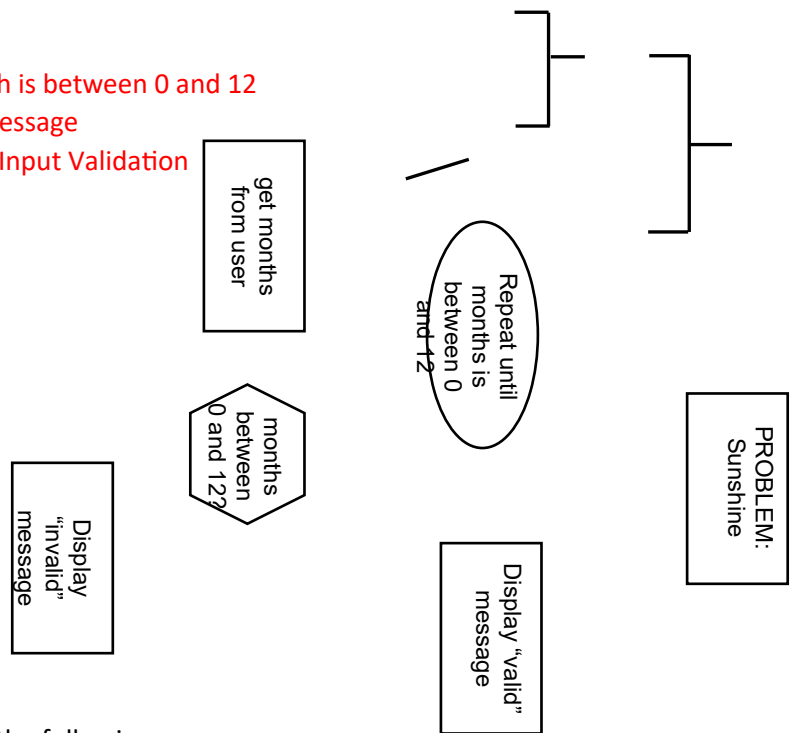 h is between 0 and 12
essage
Input Validation
get months
from user
Repeat until
months is
between 0
and 12
months
between
0 and 12?
PROBLEM:
Sunshine
Display
“invalid”
message
Display “valid”
message